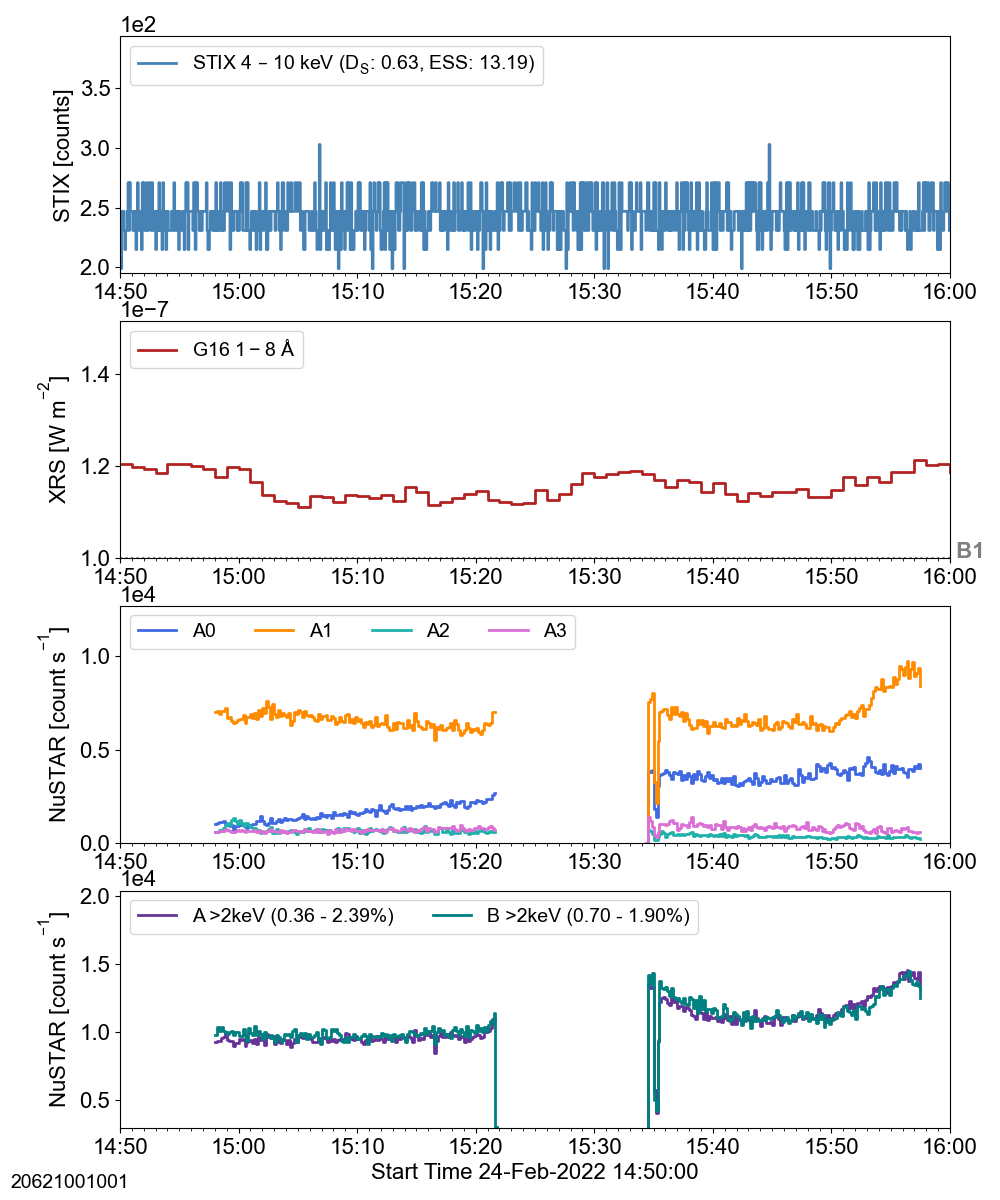 1e2
STIX 4 – 10 keV (DS: 0.63, ESS: 13.19)
STIX [counts]
3.5
3.0
2.5
2.0
14:50 15:00 15:10 15:20 15:30 15:40 15:50 16:00
1e−7
G16 1 – 8 Å
XRS [W m−2]
1.4
1.2
1.0
B1
14:50 15:00 15:10 15:20 15:30 15:40 15:50 16:00
1e4
A0 A1 A2 A3
NuSTAR [count s−1]
1.0
0.5
0.0
14:50 15:00 15:10 15:20 15:30 15:40 15:50 16:00
1e4
A >2keV (0.36 - 2.39%) B >2keV (0.70 - 1.90%)
NuSTAR [count s−1]
2.0
1.5
1.0
0.5
14:50 15:00 15:10 15:20 15:30 15:40 15:50 16:00
Start Time 24-Feb-2022 14:50:00
20621001001